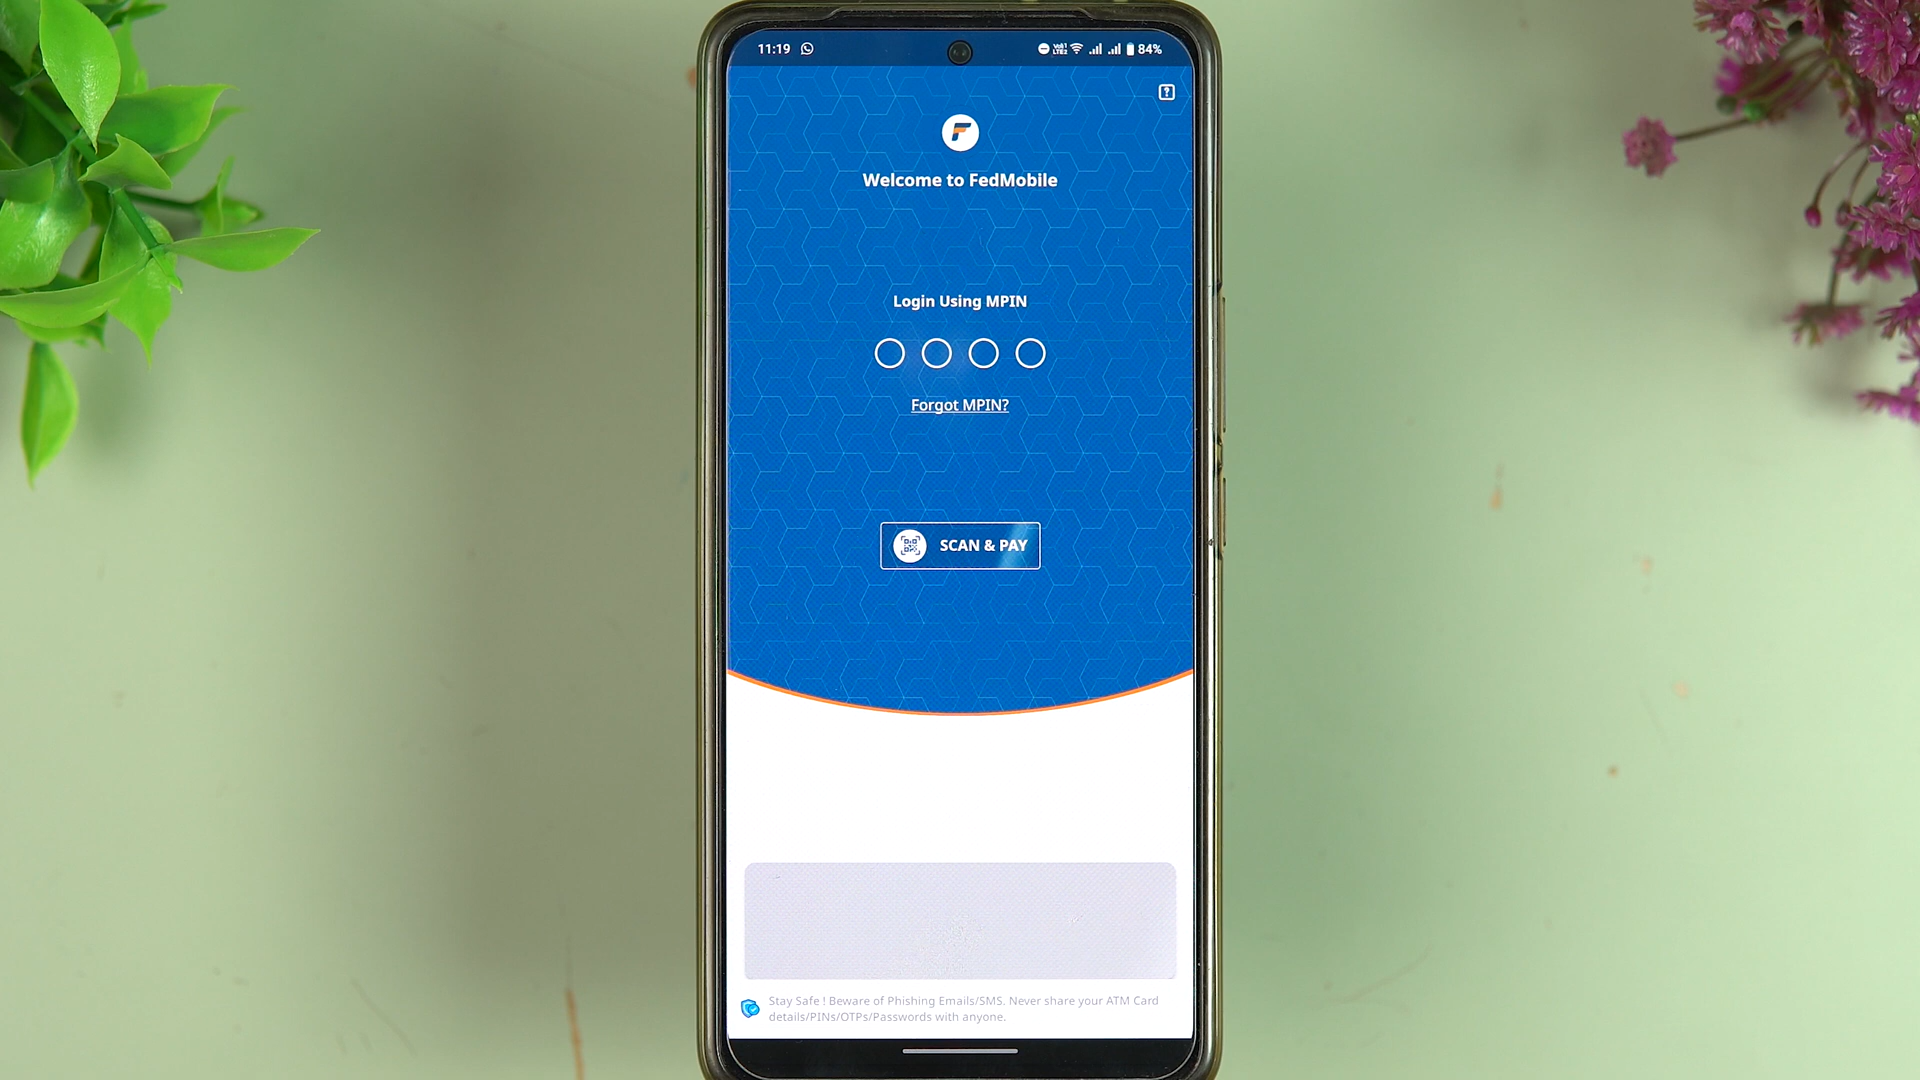 11:19 84%
Welcome to FedMobile
Login Using MPIN
Forgot MPIN?
SCAN & PAY
Stay Safe ! Beware of Phishing Emails/SMS. Never share your ATM Card
details/PINs/OTPs/Passwords with anyone.